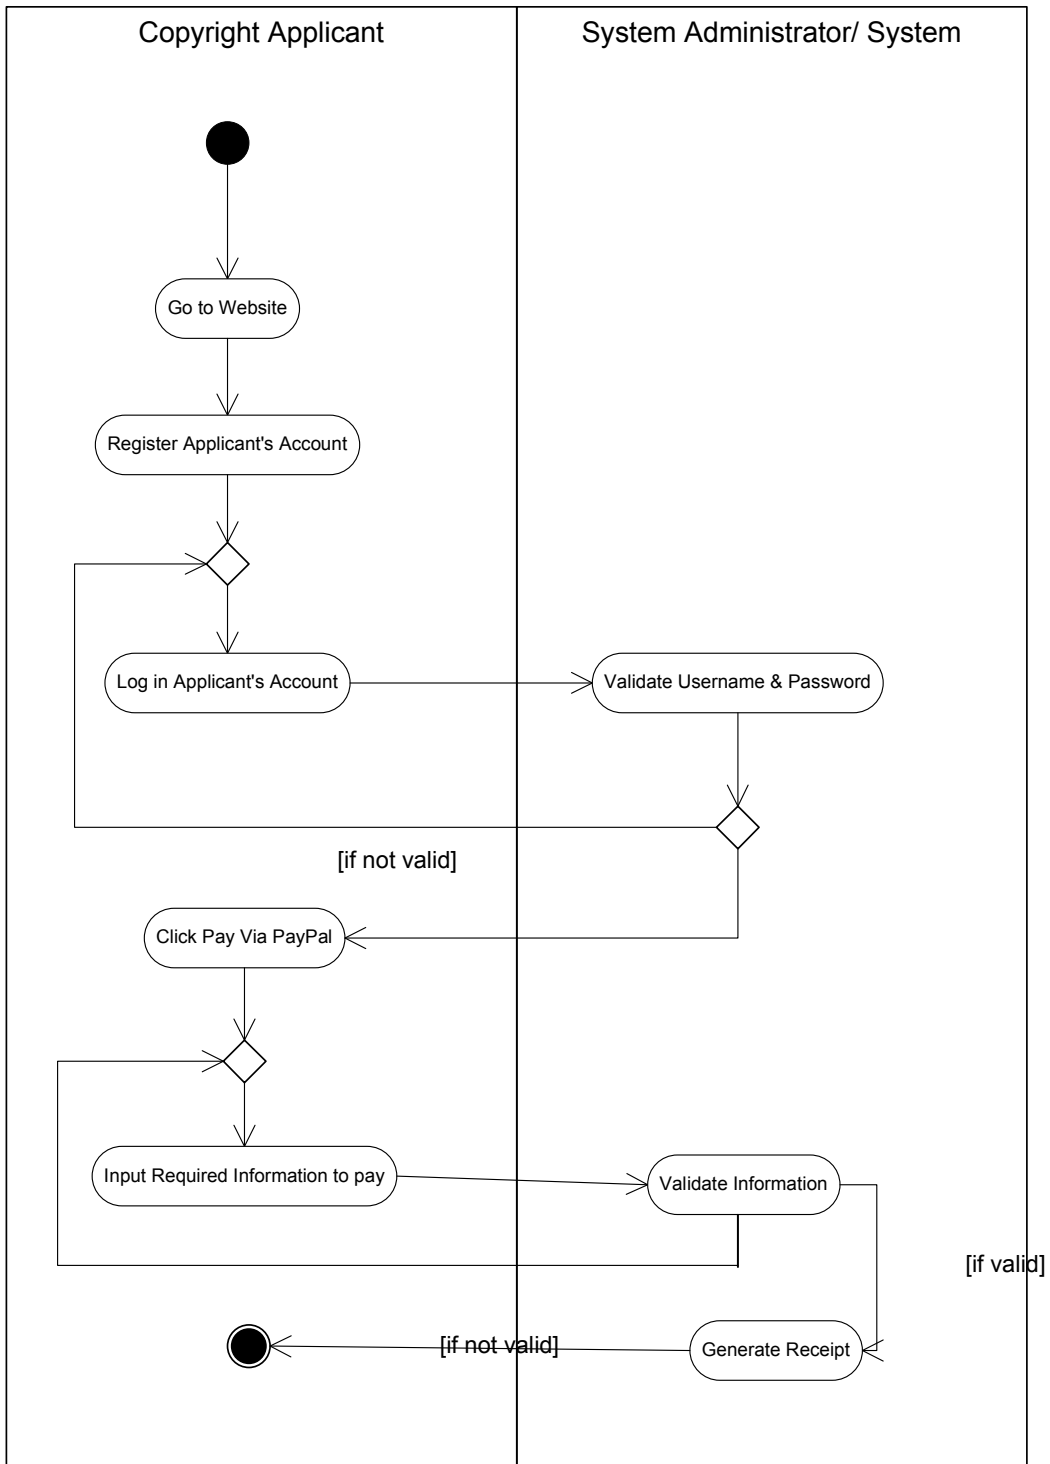 Copyright Applicant
System Administrator/ System
Go to Website
Register Applicant's Account
Log in Applicant's Account
Validate Username & Password
[if not valid]
Click Pay Via PayPal
Input Required Information to pay
Validate Information
[if valid]
[if not valid]
Generate Receipt